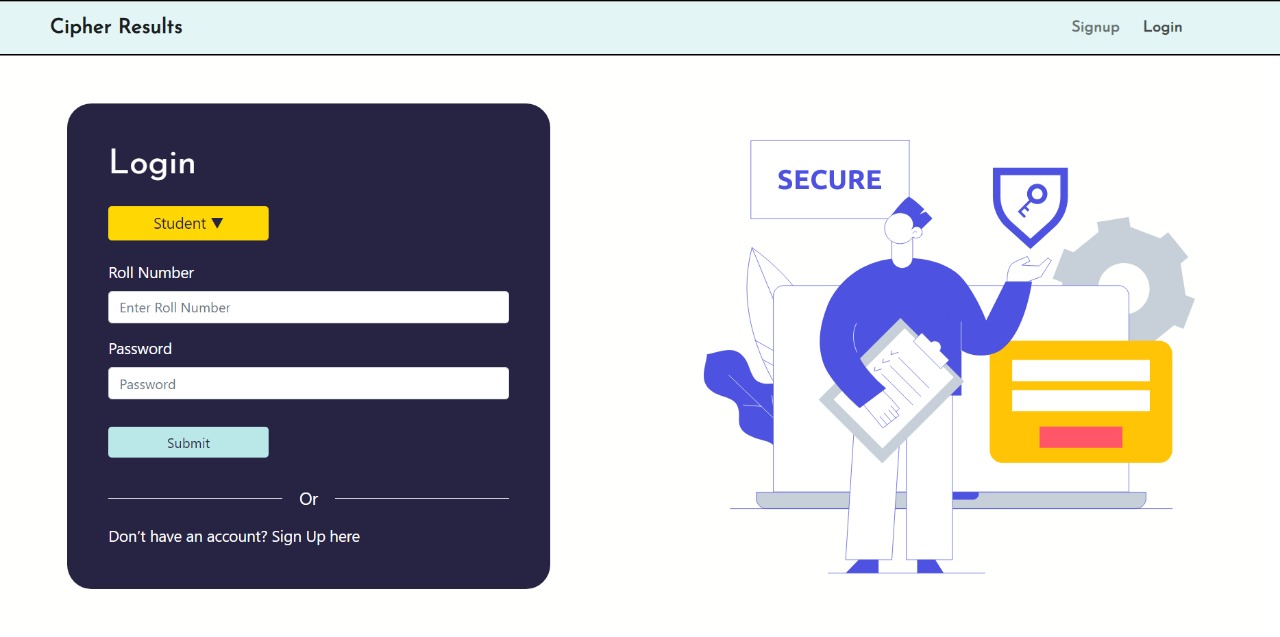 Cipher Results
Signup
Login
Login
Student ▼
Roll Number
Enter Roll Number
Password
Password
Submit
Or
Don't have an account? Sign Up here
SECURE